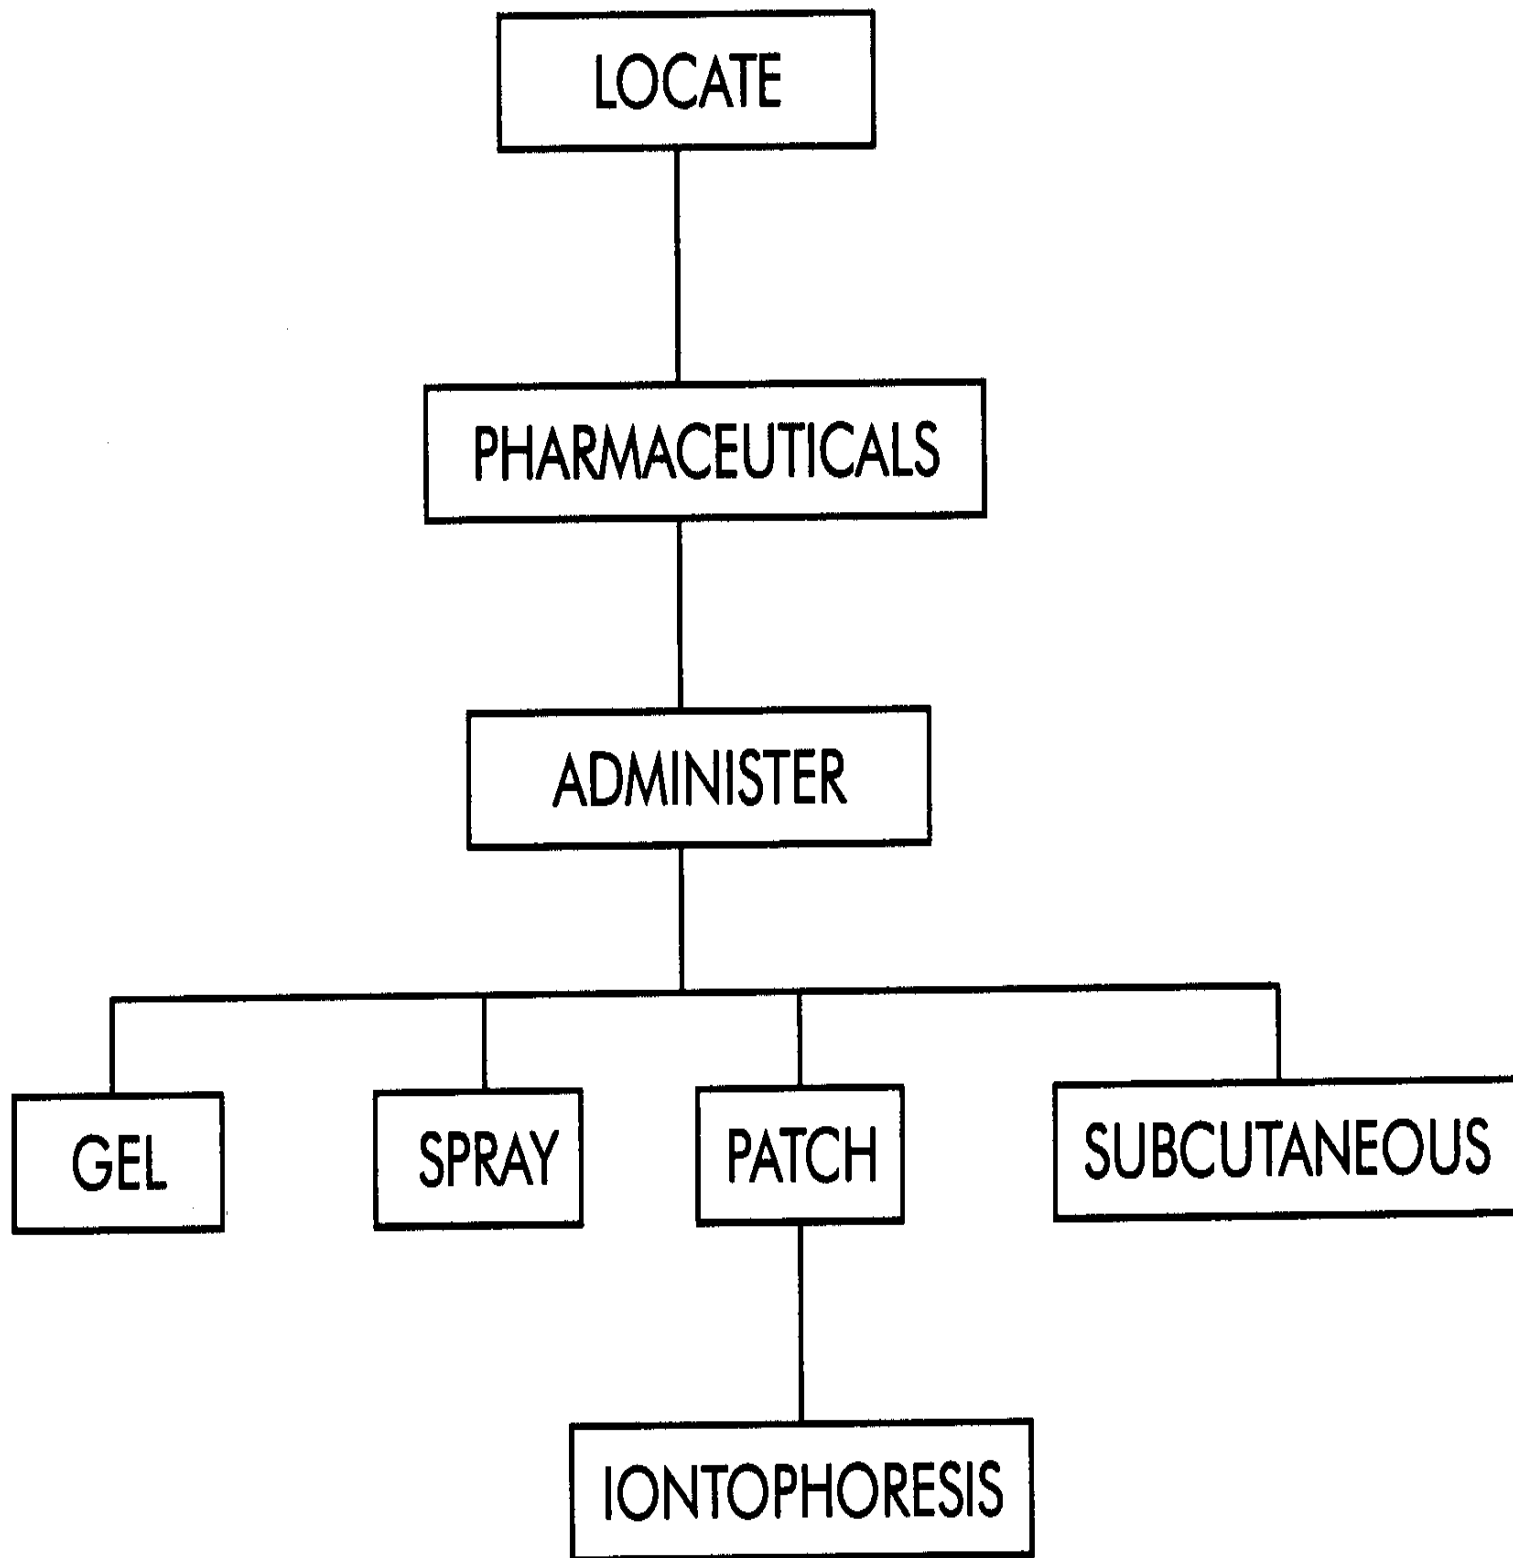 LOCATE
PHARMACEUTICALS
ADMINISTER
GEL
SPRAY
PATCH
SUBCUTANEOUS
IONTOPHORESIS